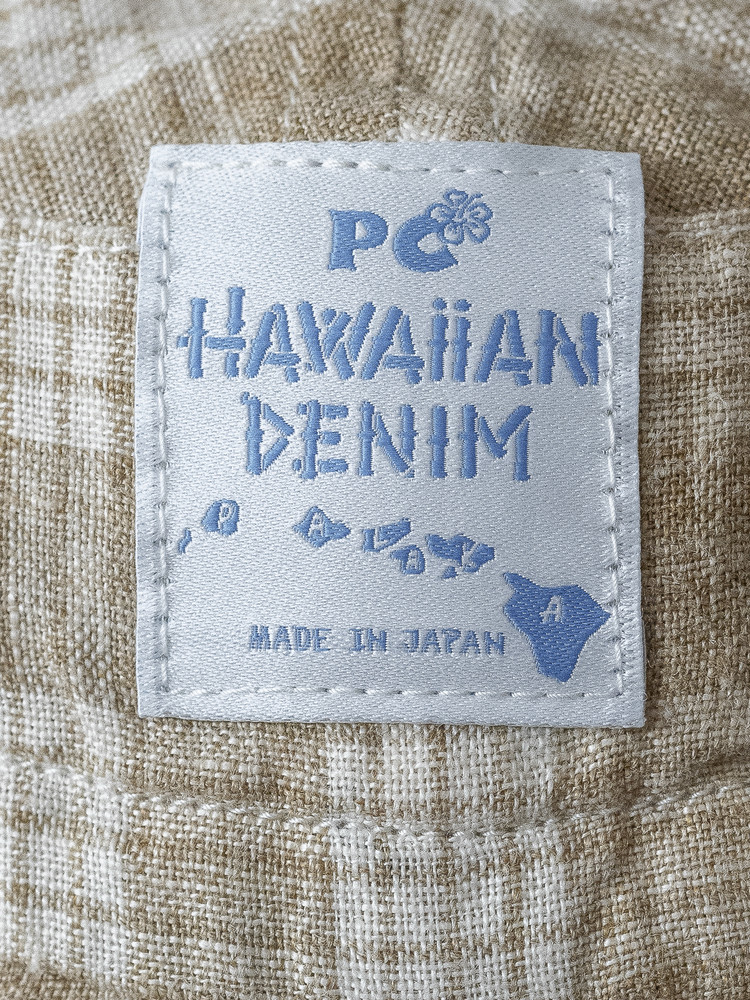 PC
HAWAiiAN
DENIM
P A L A K A
MADE IN JAPAN